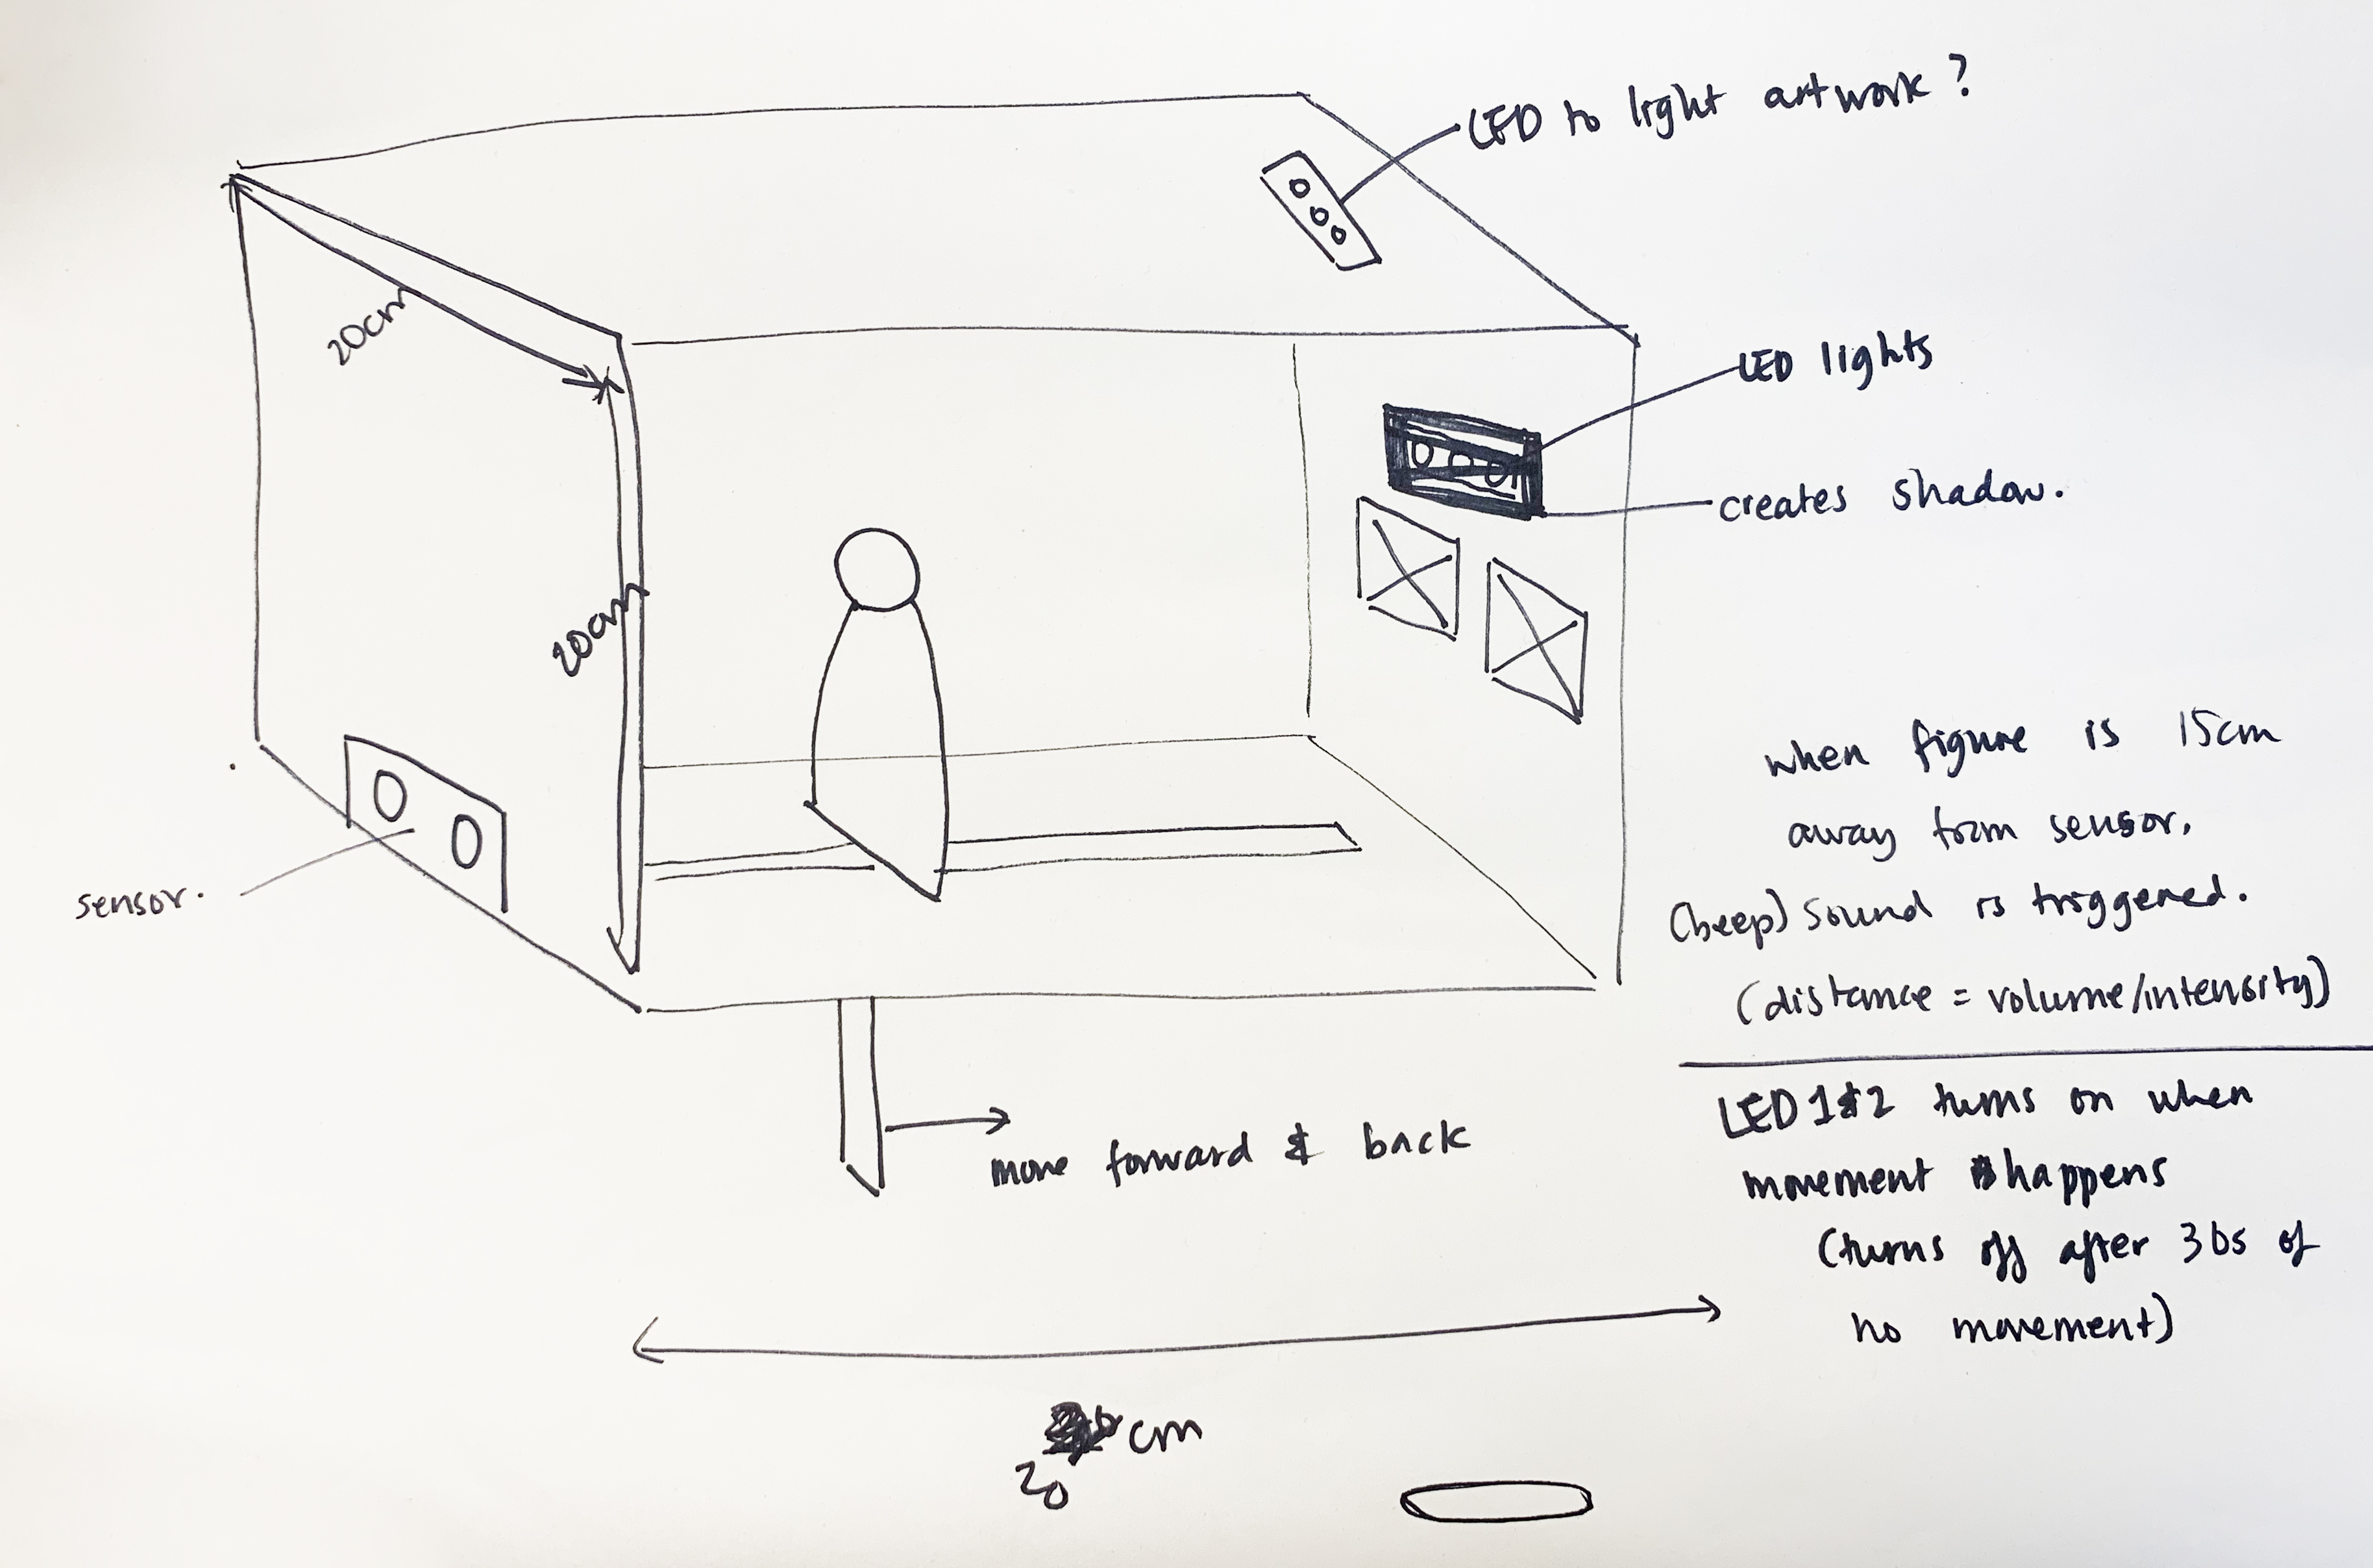 LED to light artwork?
20cm
LED lights
creates shadow.
20cm
when figure is 15cm
away from sensor,
(beep) sound is triggered.
(distance = volume/intensity)
sensor.
LED 1&2 turns on when
movement happens
(turns off after 30s of
no movement)
move forward & back
cm
20